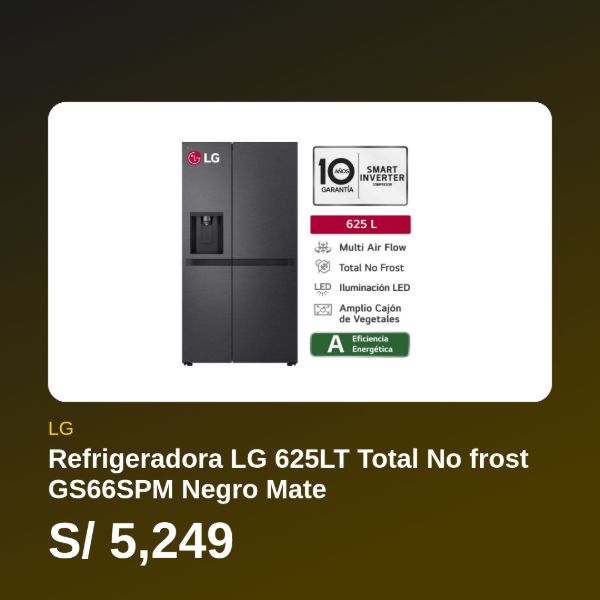 LG
10 AÑOS
GARANTÍA
SMART
INVERTER
COMPRESSOR
625 L
Multi Air Flow
Total No Frost
LED
Iluminación LED
Amplio Cajón
de Vegetales
A
Eficiencia
Energética
LG
Refrigeradora LG 625LT Total No frost
GS66SPM Negro Mate
S/ 5,249